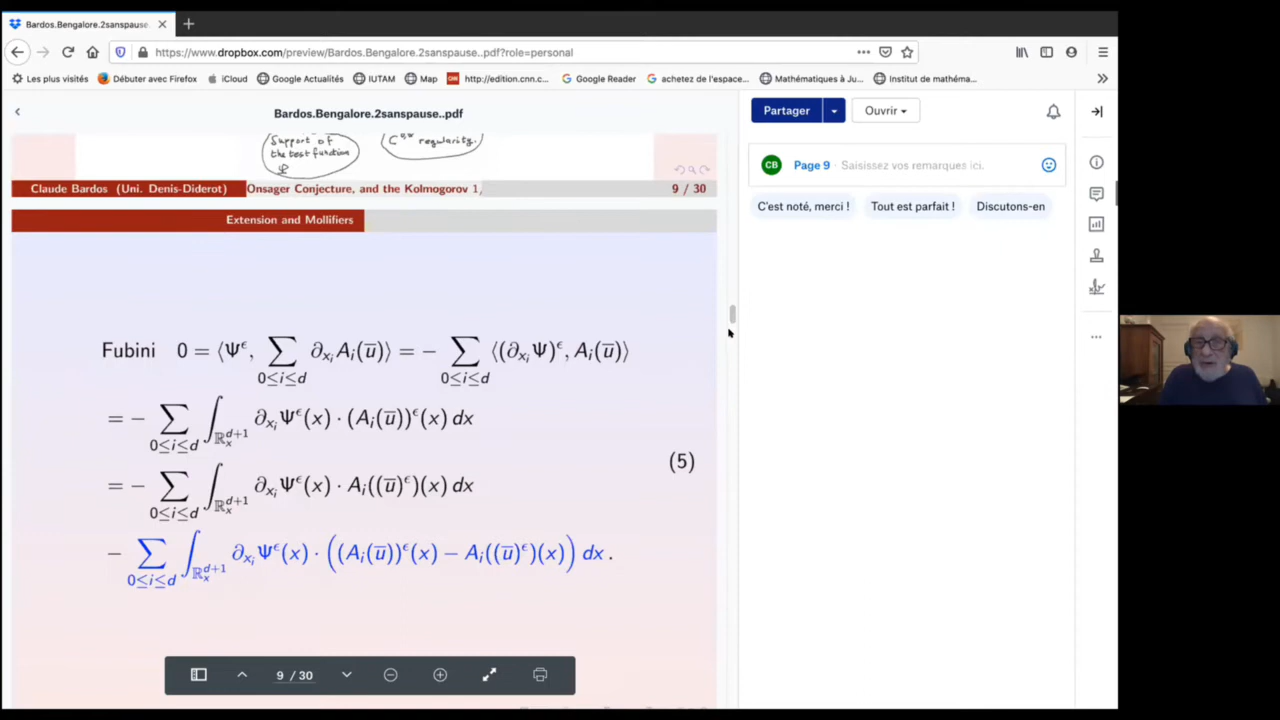 Bardos.Bengalore.2sanspause.
https://www.dropbox.com/preview/Bardos.Bengalore.2sanspause..pdf?role=personal
Les plus visités Débuter avec Firefox iCloud Google Actualités IUTAM Map http://edition.cnn.c... Google Reader achetez de l'espace... Mathématiques à Ju... Institut de mathéma...
Bardos.Bengalore.2sanspause..pdf
Partager Ouvrir
Support of the test function
regularity.
CB Page 9 Saisissez vos remarques ici.
C'est noté, merci ! Tout est parfait ! Discutons-en
Claude Bardos (Uni. Denis-Diderot) Onsager Conjecture, and the Kolmogorov 1, 9 / 30
Extension and Mollifiers
Fubini 0 = ⟨Ψ^ϵ, ∑_{0≤i≤d} ∂_{x_i} A_i(u̅)⟩ = − ∑_{0≤i≤d} ⟨(∂_{x_i}Ψ)^ϵ, A_i(u̅)⟩
= − ∑_{0≤i≤d} ∫_{ℝ_x^{d+1}} ∂_{x_i}Ψ^ϵ(x) · (A_i(u̅))^ϵ(x) dx
= − ∑_{0≤i≤d} ∫_{ℝ_x^{d+1}} ∂_{x_i}Ψ^ϵ(x) · A_i((u̅)^ϵ)(x) dx
(5)
− ∑_{0≤i≤d} ∫_{ℝ_x^{d+1}} ∂_{x_i}Ψ^ϵ(x) · ((A_i(u̅))^ϵ(x) − A_i((u̅)^ϵ)(x)) dx .
9 / 30